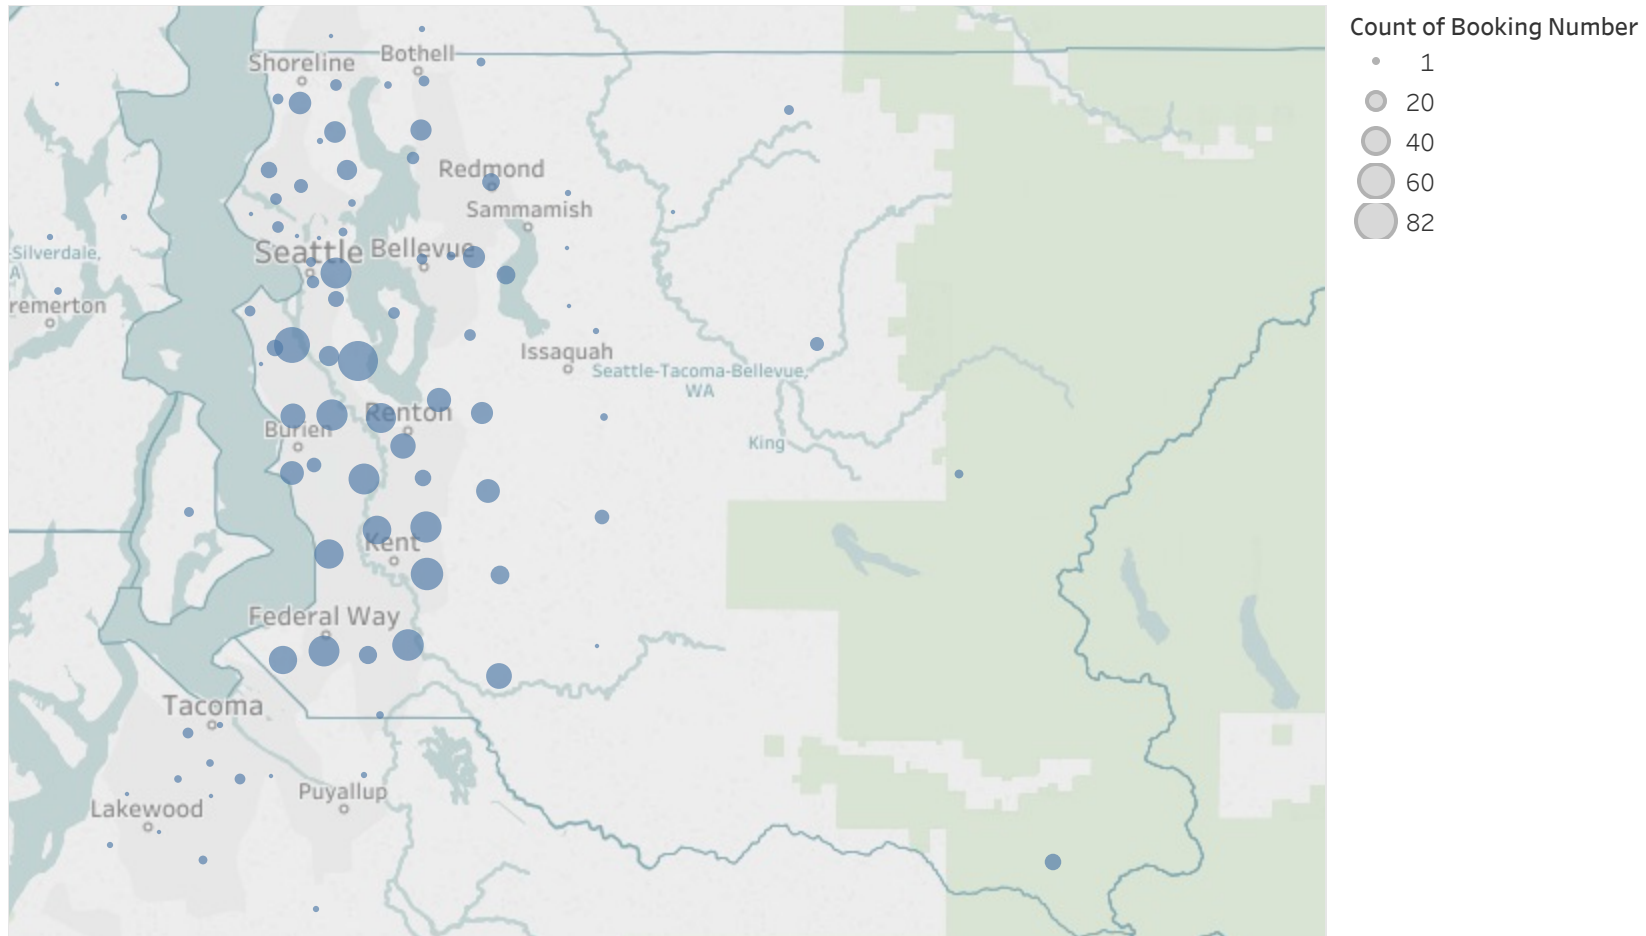 Count of Booking Number
1
20
40
60
82
Shoreline
Bothell
Redmond
Sammamish
Seattle
Bellevue
-Silverdale,
A
remerton
Issaquah
Seattle-Tacoma-Bellevue,
WA
Renton
Burien
King
Kent
Federal Way
Tacoma
Puyallup
Lakewood